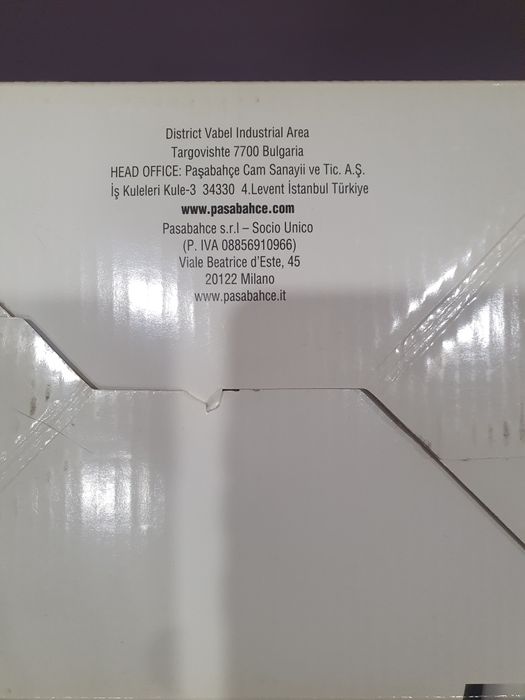 District Vabel Industrial Area
Targovishte 7700 Bulgaria
HEAD OFFICE: Paşabahçe Cam Sanayii ve Tic. A.Ş.
İş Kuleleri Kule-3 34330 4.Levent İstanbul Türkiye
www.pasabahce.com
Pasabahce s.r.l – Socio Unico
(P. IVA 08856910966)
Viale Beatrice d'Este, 45
20122 Milano
www.pasabahce.it